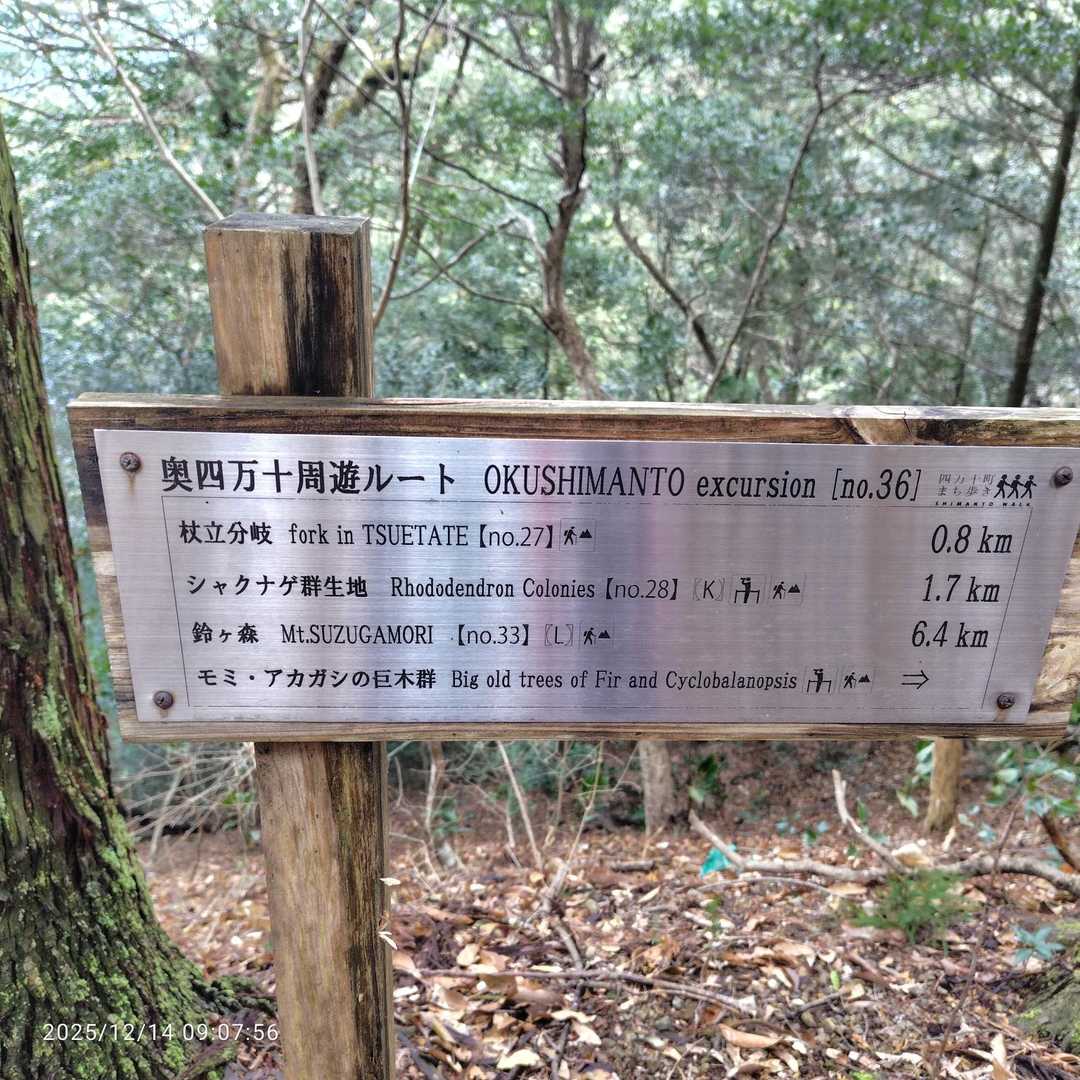 奥四万十周遊ルート OKUSHIMANTO excursion [no.36]
四万十町
まち歩き
SHIMANTO WALK
杖立分岐 fork in TSUETATE【no.27】 0.8 km
シャクナゲ群生地 Rhododendron Colonies【no.28】〖K〗 1.7 km
鈴ヶ森 Mt.SUZUGAMORI 【no.33】〖L〗 6.4 km
モミ・アカガシの巨木群 Big old trees of Fir and Cyclobalanopsis ⇒
2025/12/14 09:07:56